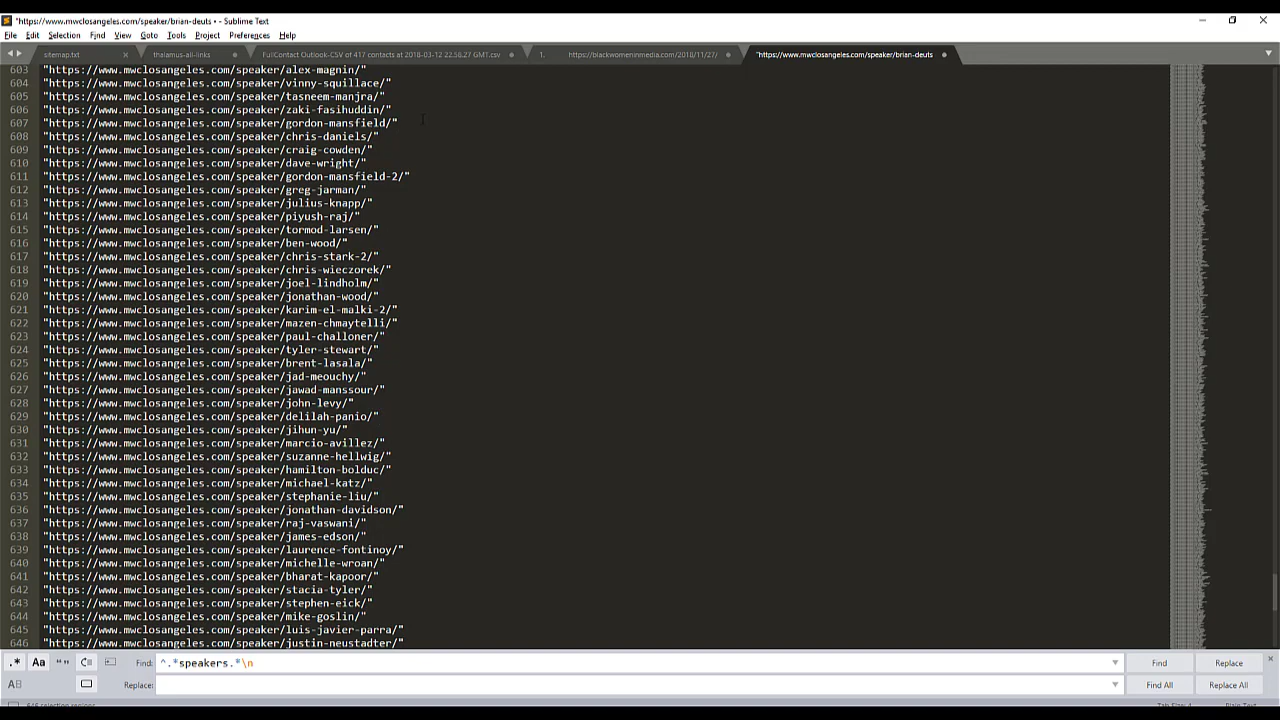 "https://www.mwclosangeles.com/speaker/brian-deuts • - Sublime Text
File Edit Selection Find View Goto Tools Project Preferences Help
sitemap.txt thalamus-ail-links FullContact Outlook-CSV of 417 contacts at 2018-03-12 22.58.27 GMT.csv 1. https://blackwomeninmedia.com/2018/11/27/ "https://www.mwclosangeles.com/speaker/brian-deuts
603 "https://www.mwclosangeles.com/speaker/alex-magnin/"
604 "https://www.mwclosangeles.com/speaker/vinny-squillace/"
605 "https://www.mwclosangeles.com/speaker/tasneem-manjra/"
606 "https://www.mwclosangeles.com/speaker/zaki-fasihuddin/"
607 "https://www.mwclosangeles.com/speaker/gordon-mansfield/"
608 "https://www.mwclosangeles.com/speaker/chris-daniels/"
609 "https://www.mwclosangeles.com/speaker/craig-cowden/"
610 "https://www.mwclosangeles.com/speaker/dave-wright/"
611 "https://www.mwclosangeles.com/speaker/gordon-mansfield-2/"
612 "https://www.mwclosangeles.com/speaker/greg-jarman/"
613 "https://www.mwclosangeles.com/speaker/julius-knapp/"
614 "https://www.mwclosangeles.com/speaker/piyush-raj/"
615 "https://www.mwclosangeles.com/speaker/tormod-larsen/"
616 "https://www.mwclosangeles.com/speaker/ben-wood/"
617 "https://www.mwclosangeles.com/speaker/chris-stark-2/"
618 "https://www.mwclosangeles.com/speaker/chris-wieczorek/"
619 "https://www.mwclosangeles.com/speaker/joel-lindholm/"
620 "https://www.mwclosangeles.com/speaker/jonathan-wood/"
621 "https://www.mwclosangeles.com/speaker/karim-el-malki-2/"
622 "https://www.mwclosangeles.com/speaker/mazen-chmaytelli/"
623 "https://www.mwclosangeles.com/speaker/paul-challoner/"
624 "https://www.mwclosangeles.com/speaker/tyler-stewart/"
625 "https://www.mwclosangeles.com/speaker/brent-lasala/"
626 "https://www.mwclosangeles.com/speaker/jad-meouchy/"
627 "https://www.mwclosangeles.com/speaker/jawad-manssour/"
628 "https://www.mwclosangeles.com/speaker/john-levy/"
629 "https://www.mwclosangeles.com/speaker/delilah-panio/"
630 "https://www.mwclosangeles.com/speaker/jihun-yu/"
631 "https://www.mwclosangeles.com/speaker/marcio-avillez/"
632 "https://www.mwclosangeles.com/speaker/suzanne-hellwig/"
633 "https://www.mwclosangeles.com/speaker/hamilton-bolduc/"
634 "https://www.mwclosangeles.com/speaker/michael-katz/"
635 "https://www.mwclosangeles.com/speaker/stephanie-liu/"
636 "https://www.mwclosangeles.com/speaker/jonathan-davidson/"
637 "https://www.mwclosangeles.com/speaker/raj-vaswani/"
638 "https://www.mwclosangeles.com/speaker/james-edson/"
639 "https://www.mwclosangeles.com/speaker/laurence-fontinoy/"
640 "https://www.mwclosangeles.com/speaker/michelle-wroan/"
641 "https://www.mwclosangeles.com/speaker/bharat-kapoor/"
642 "https://www.mwclosangeles.com/speaker/stacia-tyler/"
643 "https://www.mwclosangeles.com/speaker/stephen-eick/"
644 "https://www.mwclosangeles.com/speaker/mike-goslin/"
645 "https://www.mwclosangeles.com/speaker/luis-javier-parra/"
646 "https://www.mwclosangeles.com/speaker/justin-neustadter/"
.* Aa "" Find: ^.*speakers.*\n Find Replace
AB Replace: Find All Replace All
646 selection regions Tab Size: 4 Plain Text